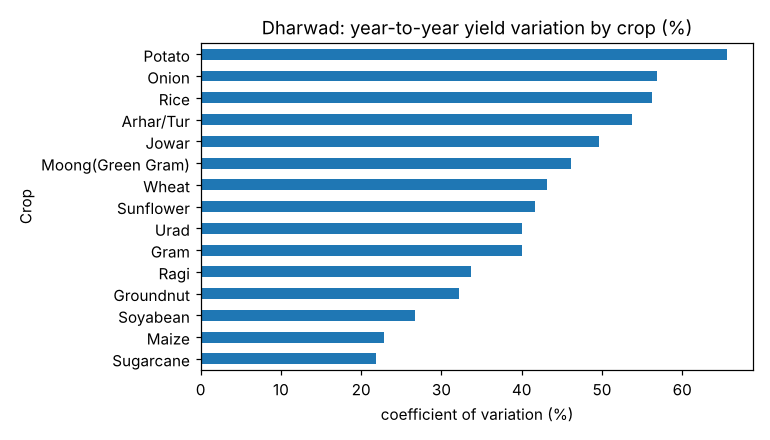 Dharwad: year-to-year yield variation by crop (%)
Potato
Onion
Rice
Arhar/Tur
Jowar
Moong(Green Gram)
Wheat
Sunflower
Urad
Gram
Ragi
Groundnut
Soyabean
Maize
Sugarcane
Crop
0 10 20 30 40 50 60
coefficient of variation (%)